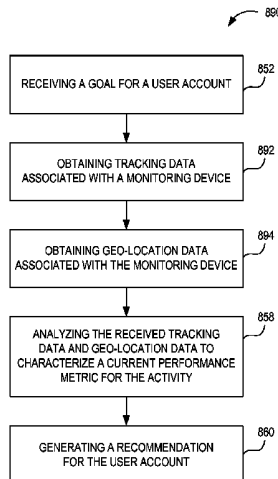 890
RECEIVING A GOAL FOR A USER ACCOUNT
852
OBTAINING TRACKING DATA
ASSOCIATED WITH A MONITORING DEVICE
892
OBTAINING GEO-LOCATION DATA
ASSOCIATED WITH THE MONITORING DEVICE
894
ANALYZING THE RECEIVED TRACKING
DATA AND GEO-LOCATION DATA TO
CHARACTERIZE A CURRENT PERFORMANCE
METRIC FOR THE ACTIVITY
858
GENERATING A RECOMMENDATION
FOR THE USER ACCOUNT
860